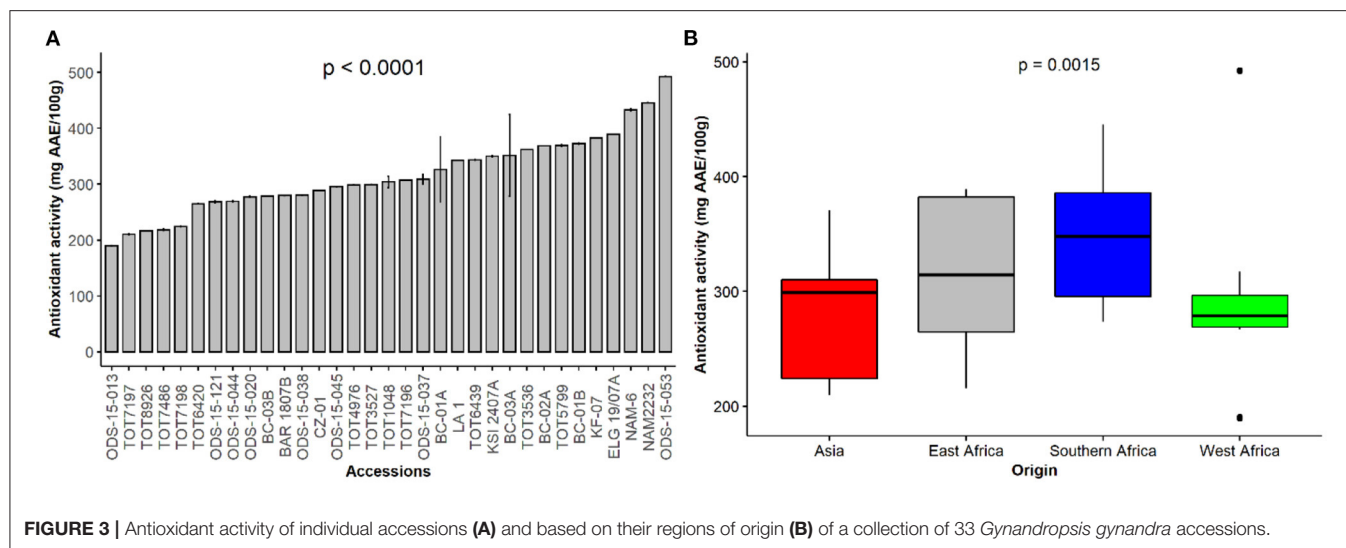 A
p < 0.0001
Antioxidant activity (mg AAE/100g)
500
400
300
200
100
0
ODS-15-013
TOT7197
TOT8926
TOT7486
TOT7198
TOT6420
ODS-15-121
ODS-15-044
ODS-15-020
BC-03B
BAR 1807B
ODS-15-038
CZ-01
ODS-15-045
TOT4976
TOT3527
TOT1048
TOT7196
ODS-15-037
BC-01A
LA 1
TOT6439
KSI 2407A
BC-03A
TOT3536
BC-02A
TOT5799
BC-01B
KF-07
ELG 19/07A
NAM-6
NAM2232
ODS-15-053
Accessions
B
p = 0.0015
Antioxidant activity (mg AAE/100g)
500
400
300
200
Asia
East Africa
Southern Africa
West Africa
Origin
FIGURE 3 | Antioxidant activity of individual accessions (A) and based on their regions of origin (B) of a collection of 33 Gynandropsis gynandra accessions.